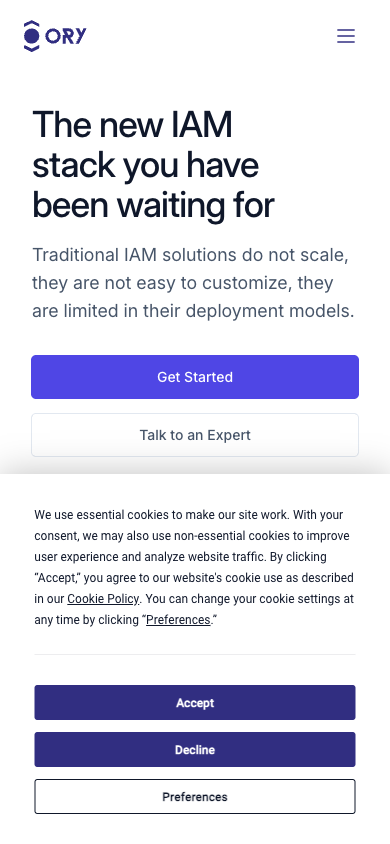 ORY
The new IAM
stack you have
been waiting for
Traditional IAM solutions do not scale,
they are not easy to customize, they
are limited in their deployment models.
Get Started
Talk to an Expert
We use essential cookies to make our site work. With your
consent, we may also use non-essential cookies to improve
user experience and analyze website traffic. By clicking
“Accept,“ you agree to our website's cookie use as described
in our Cookie Policy. You can change your cookie settings at
any time by clicking “Preferences.”
Accept
Decline
Preferences